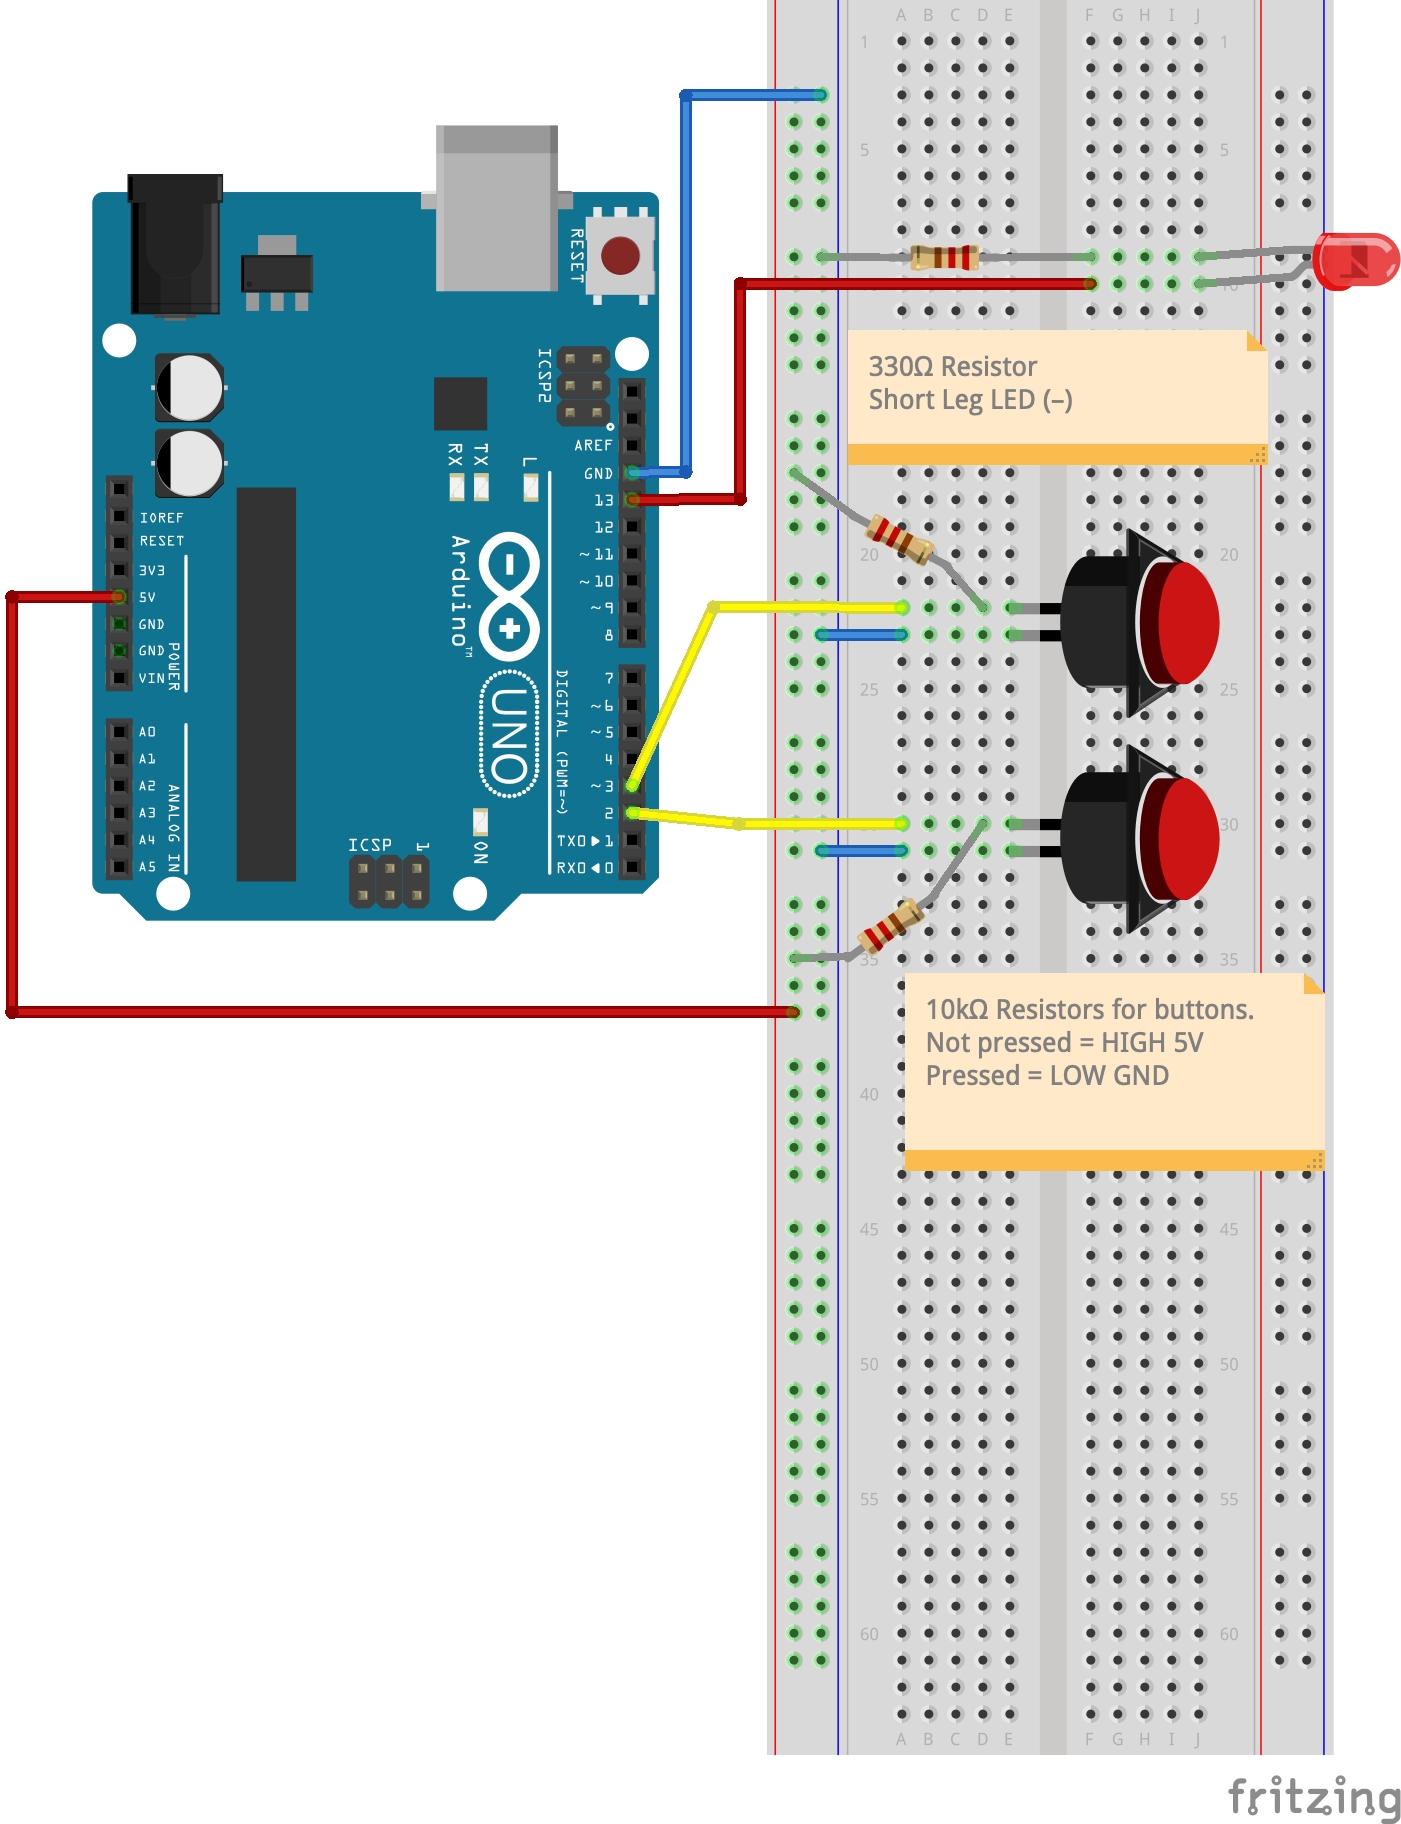 A B C D E F G H I J
1 1
5 5
10
RESET
ICSP2
AREF
GND
13
12
~11
~10
~9
8
RX TX L
330Ω Resistor
Short Leg LED (–)
IOREF
RESET
3V3
5V
GND
GND
VIN
POWER
Arduino™
UNO
DIGITAL (PWM=~)
7
~6
~5
4
~3
2
TX0▶1
RX0◀0
A0
A1
A2
A3
A4
A5
ANALOG IN
ICSP 1
ON
20 20
25 25
30
35 35
10kΩ Resistors for buttons.
Not pressed = HIGH 5V
Pressed = LOW GND
40
45 45
50 50
55 55
60 60
A B C D E F G H I J
fritzing